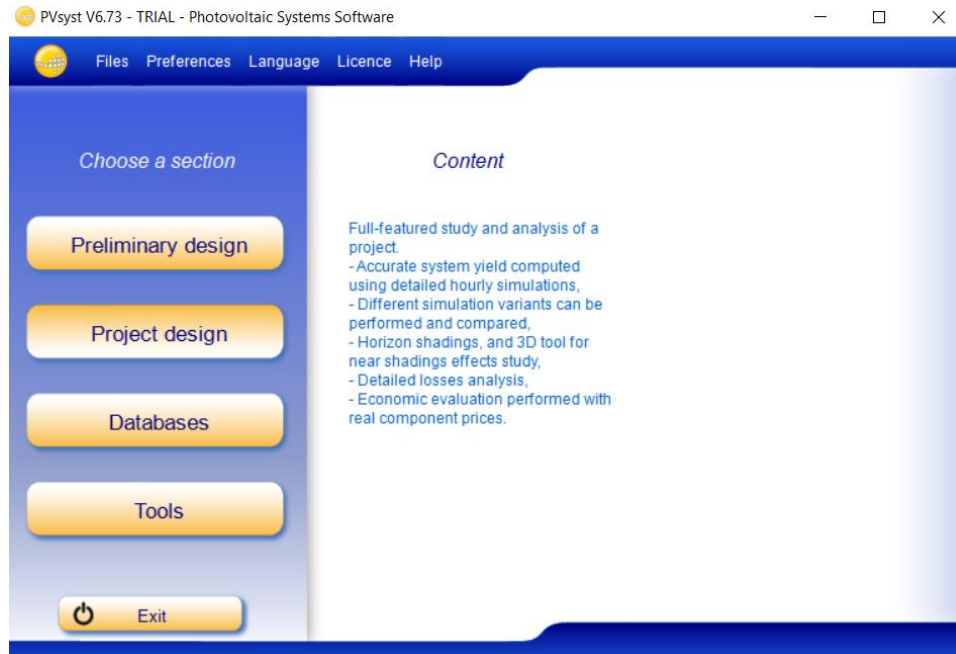 PVsyst V6.73 - TRIAL - Photovoltaic Systems Software
Files Preferences Language Licence Help
Choose a section
Preliminary design
Project design
Databases
Tools
Exit
Content
Full-featured study and analysis of a
project.
- Accurate system yield computed
using detailed hourly simulations,
- Different simulation variants can be
performed and compared,
- Horizon shadings, and 3D tool for
near shadings effects study,
- Detailed losses analysis,
- Economic evaluation performed with
real component prices.